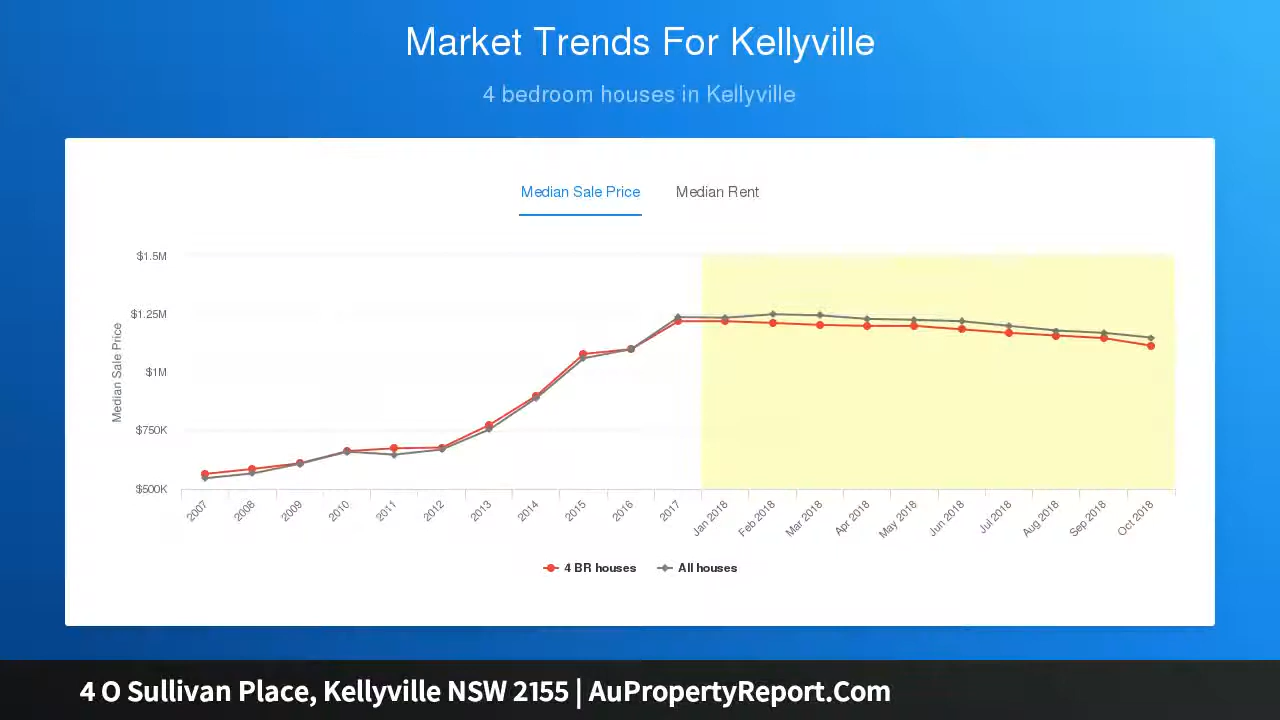 Market Trends For Kellyville
4 bedroom houses in Kellyville
Median Sale Price Median Rent
$1.5M
$1.25M
$1M
$750K
$500K
Median Sale Price
2007 2008 2009 2010 2011 2012 2013 2014 2015 2016 2017 Jan 2018 Feb 2018 Mar 2018 Apr 2018 May 2018 Jun 2018 Jul 2018 Aug 2018 Sep 2018 Oct 2018
4 BR houses All houses
4 O Sullivan Place, Kellyville NSW 2155 | AuPropertyReport.Com